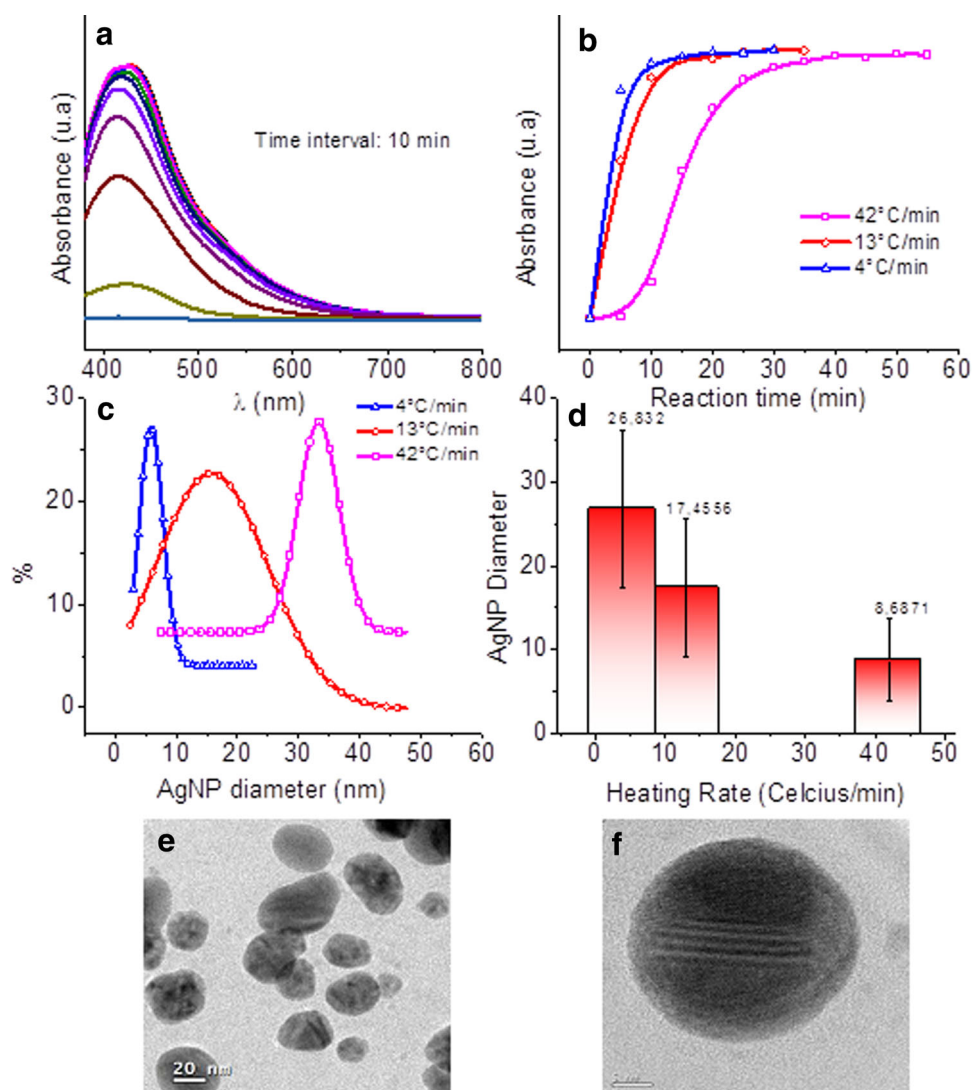 a
Absorbance (u.a)
Time interval: 10 min
400 500 600 700 800
λ (nm)
b
Absrbance (u.a)
42°C/min
13°C/min
4°C/min
0 10 20 30 40 50 60
Reaction time (min)
c
%
30
20
10
0
4°C/min
13°C/min
42°C/min
0 10 20 30 40 50 60
AgNP diameter (nm)
d
AgNP Diameter
40
30
20
10
0
26,832
17,4556
8,6871
0 10 20 30 40 50
Heating Rate (Celcius/min)
e
20 nm
f